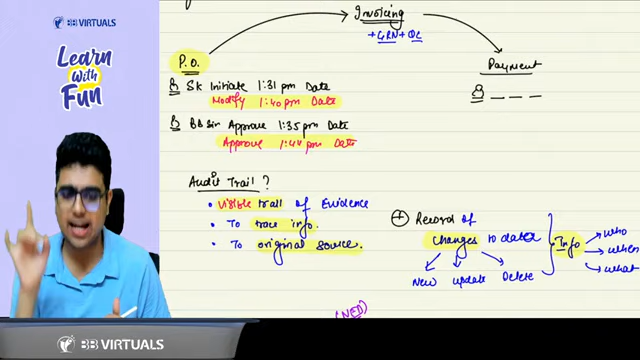 BB VIRTUALS
Learn
With
Fun
Invoicing
+ GRN + QC
P.O.
Payment
SK Initiate 1:31 pm Date
Modify 1:40 pm Date
BB Sir Approve 1:35 pm Date
Approve 1:44 pm Date
Audit Trail ?
• Visible trail of Evidence
• To trace info.
• To original source.
+ Record of
changes to data
New update Delete
Info
who
when
what
BB VIRTUALS